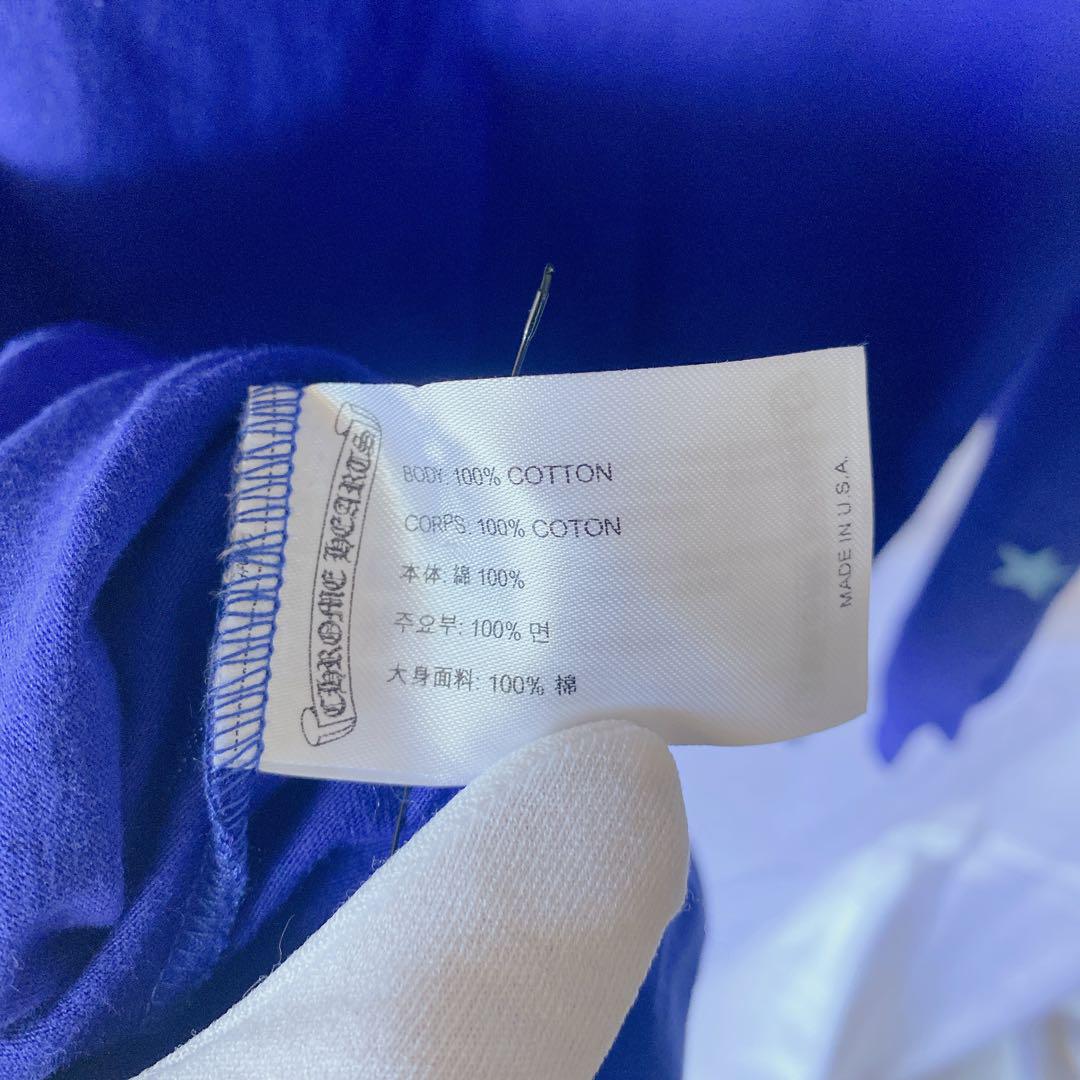 CHROME HEARTS
BODY: 100% COTTON
CORPS: 100% COTON
本体: 綿 100%
주요부: 100% 면
大身面料: 100% 棉
MADE IN U.S.A.